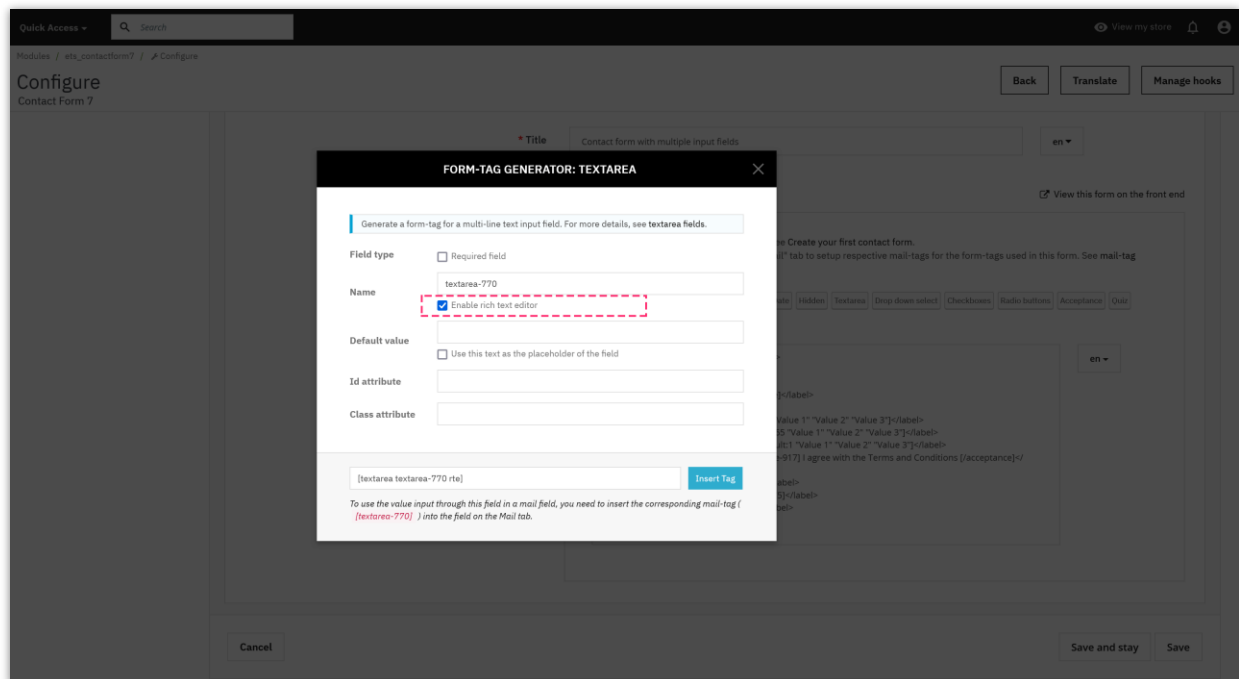 Quick Access
Search
View my store
Modules / ets_contactform7 / Configure
Configure
Contact Form 7
Back
Translate
Manage hooks
* Title
Contact form with multiple input fields
en
View this form on the front end
FORM-TAG GENERATOR: TEXTAREA
Generate a form-tag for a multi-line text input field. For more details, see textarea fields.
Field type
Required field
Name
textarea-770
Enable rich text editor
Default value
Use this text as the placeholder of the field
Id attribute
Class attribute
[textarea textarea-770 rte]
Insert Tag
To use the value input through this field in a mail field, you need to insert the corresponding mail-tag (
[textarea-770] ) into the field on the Mail tab.
Create your first contact form.
tab to setup respective mail-tags for the form-tags used in this form. See mail-tag
Hidden
Textarea
Drop down select
Checkboxes
Radio buttons
Acceptance
Quiz
en
]</label>
"Value 1" "Value 2" "Value 3"]</label>
"Value 1" "Value 2" "Value 3"]</label>
:1 "Value 1" "Value 2" "Value 3"]</label>
-917] I agree with the Terms and Conditions [/acceptance]</
]</label>
Cancel
Save and stay
Save